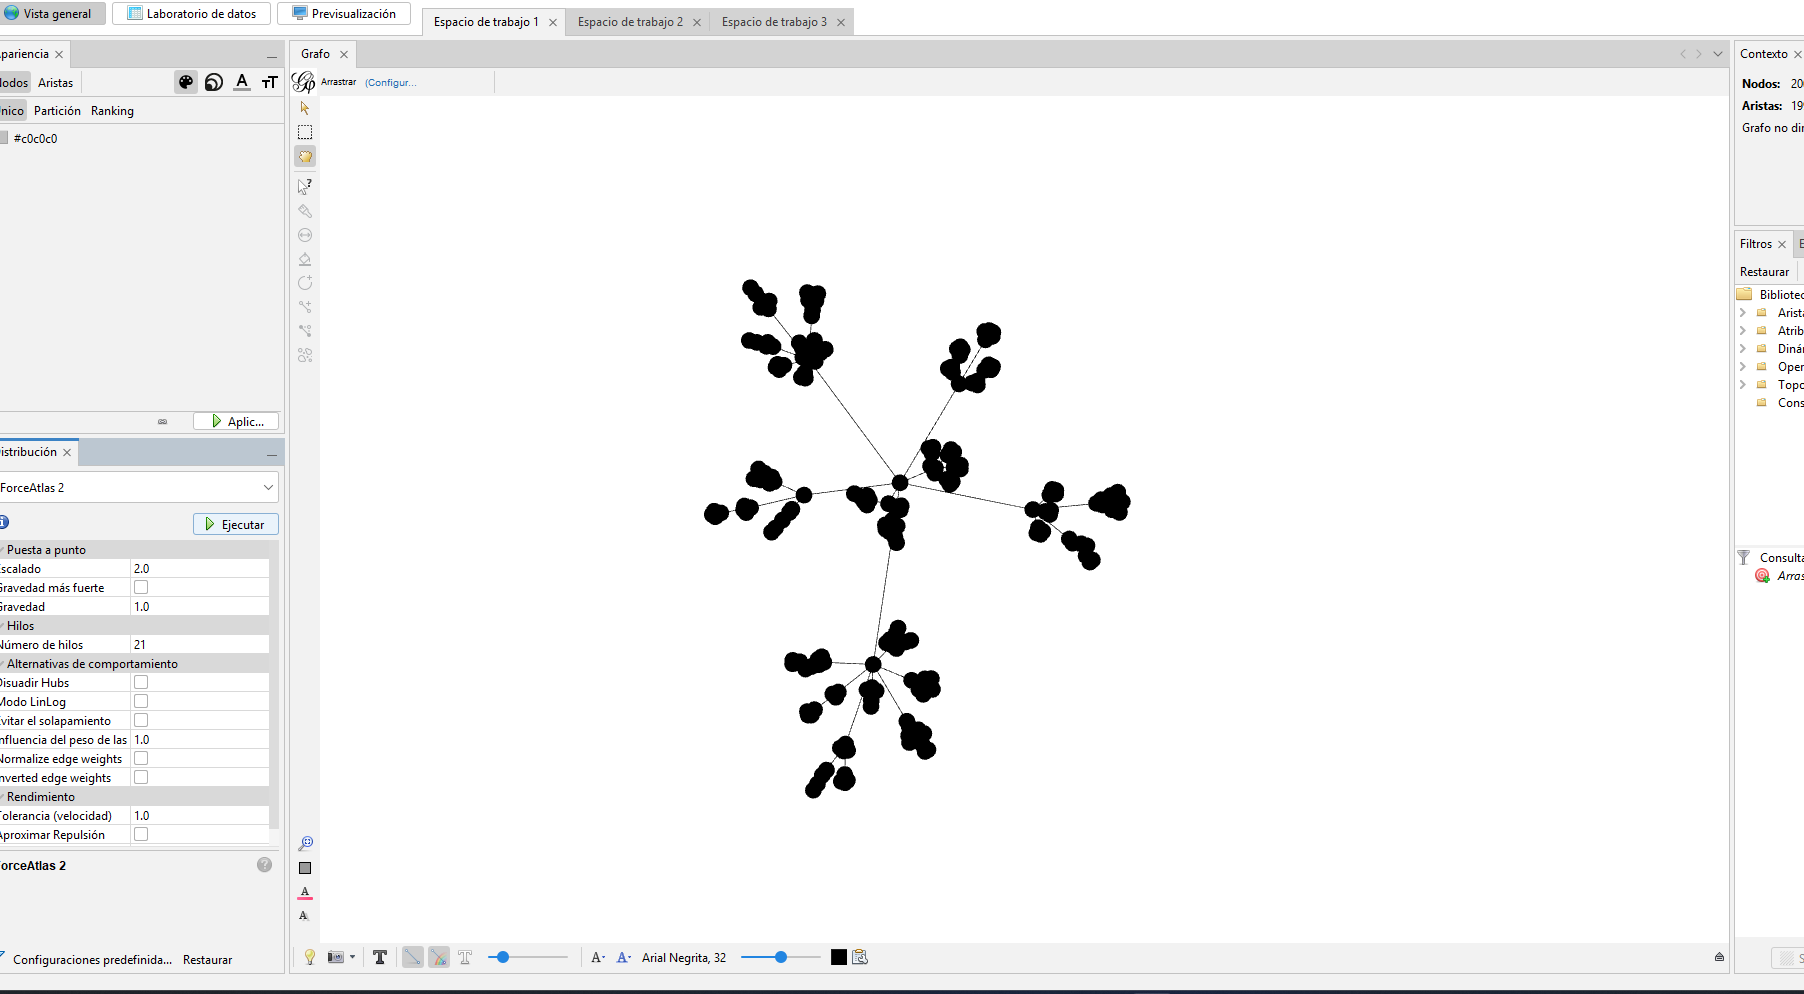 Vista general
Laboratorio de datos
Previsualización
Espacio de trabajo 1
Espacio de trabajo 2
Espacio de trabajo 3
pariencia
Grafo
Contexto
odos Aristas
Arrastrar (Configur...
Nodos: 20
nico Partición Ranking
Aristas: 19
#c0c0c0
Grafo no dir
Aplic...
Filtros
Restaurar
Bibliotec
Arista
Atrib
Dinár
Oper
Topo
Cons
istribución
ForceAtlas 2
Ejecutar
Puesta a punto
scalado 2.0
Gravedad más fuerte
Gravedad 1.0
Hilos
Número de hilos 21
Alternativas de comportamiento
Disuadir Hubs
Modo LinLog
vitar el solapamiento
nfluencia del peso de las 1.0
Normalize edge weights
nverted edge weights
Rendimiento
Tolerancia (velocidad) 1.0
Aproximar Repulsión
Consulta
Arras
orceAtlas 2
Configuraciones predefinida... Restaurar
Arial Negrita, 32